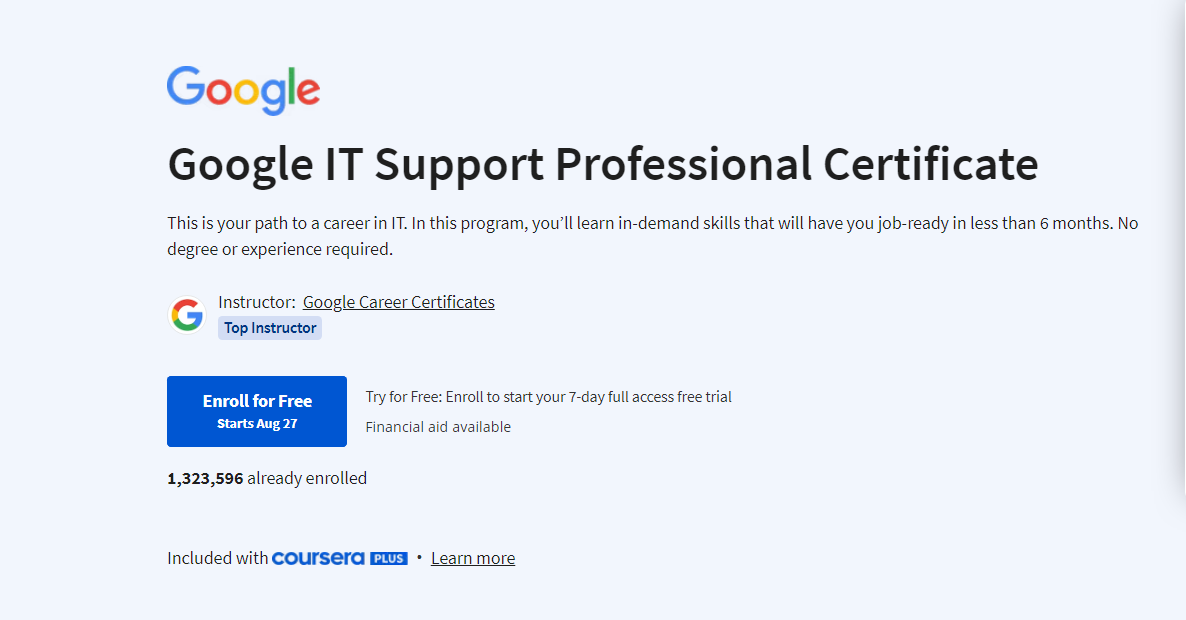 Google
Google IT Support Professional Certificate
This is your path to a career in IT. In this program, you’ll learn in-demand skills that will have you job-ready in less than 6 months. No
degree or experience required.
G
Instructor: Google Career Certificates
Top Instructor
Enroll for Free
Starts Aug 27
Try for Free: Enroll to start your 7-day full access free trial
Financial aid available
1,323,596 already enrolled
Included with coursera PLUS • Learn more